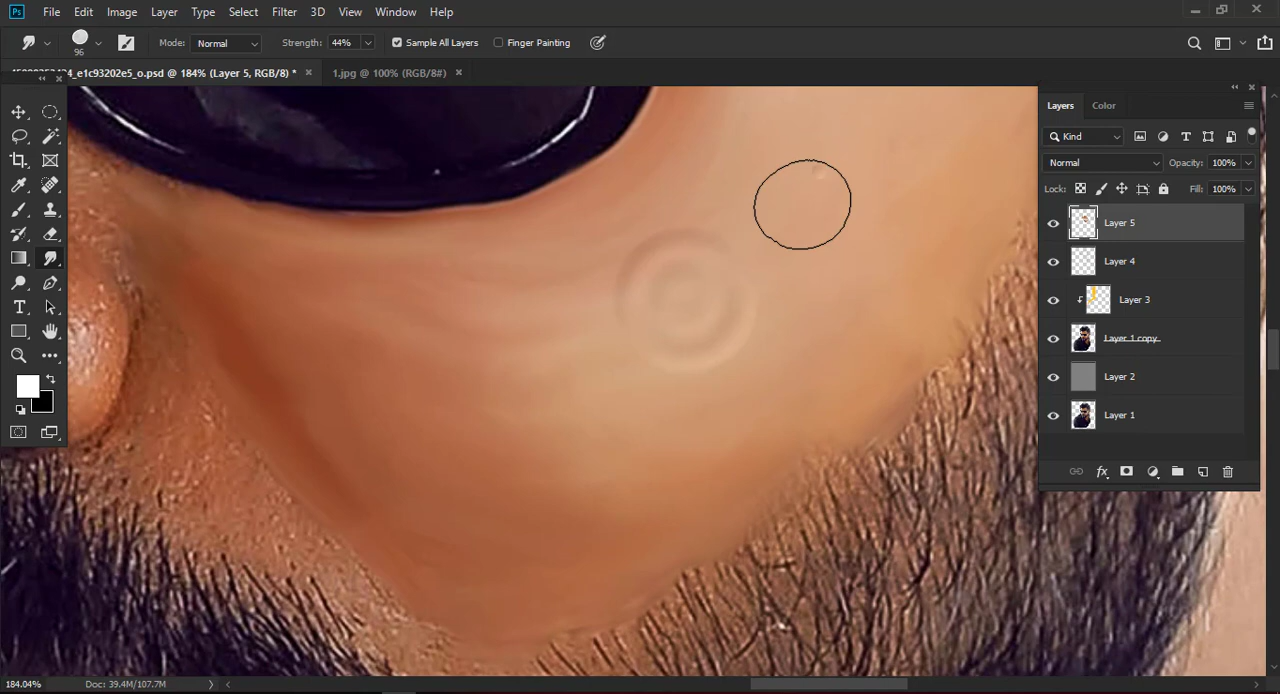 Ps File Edit Image Layer Type Select Filter 3D View Window Help
96 Mode: Normal Strength: 44% Sample All Layers Finger Painting
_e1c93202e5_o.psd @ 184% (Layer 5, RGB/8) * 1.jpg @ 100% (RGB/8#)
Layers Color
Kind
Normal Opacity: 100%
Lock: Fill: 100%
Layer 5
Layer 4
Layer 3
Layer 1 copy
Layer 2
Layer 1
fx
184.04% Doc: 39.4M/107.7M